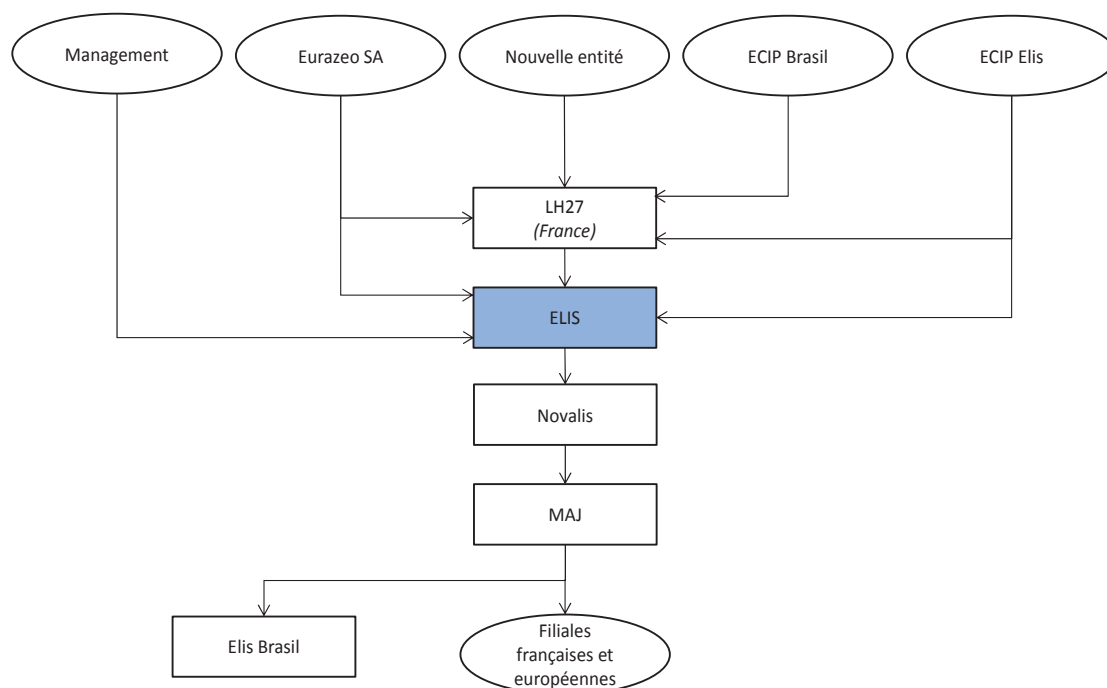 Management
Eurazeo SA
Nouvelle entité
ECIP Brasil
ECIP Elis
LH27
(France)
ELIS
Novalis
MAJ
Elis Brasil
Filiales
françaises et
européennes